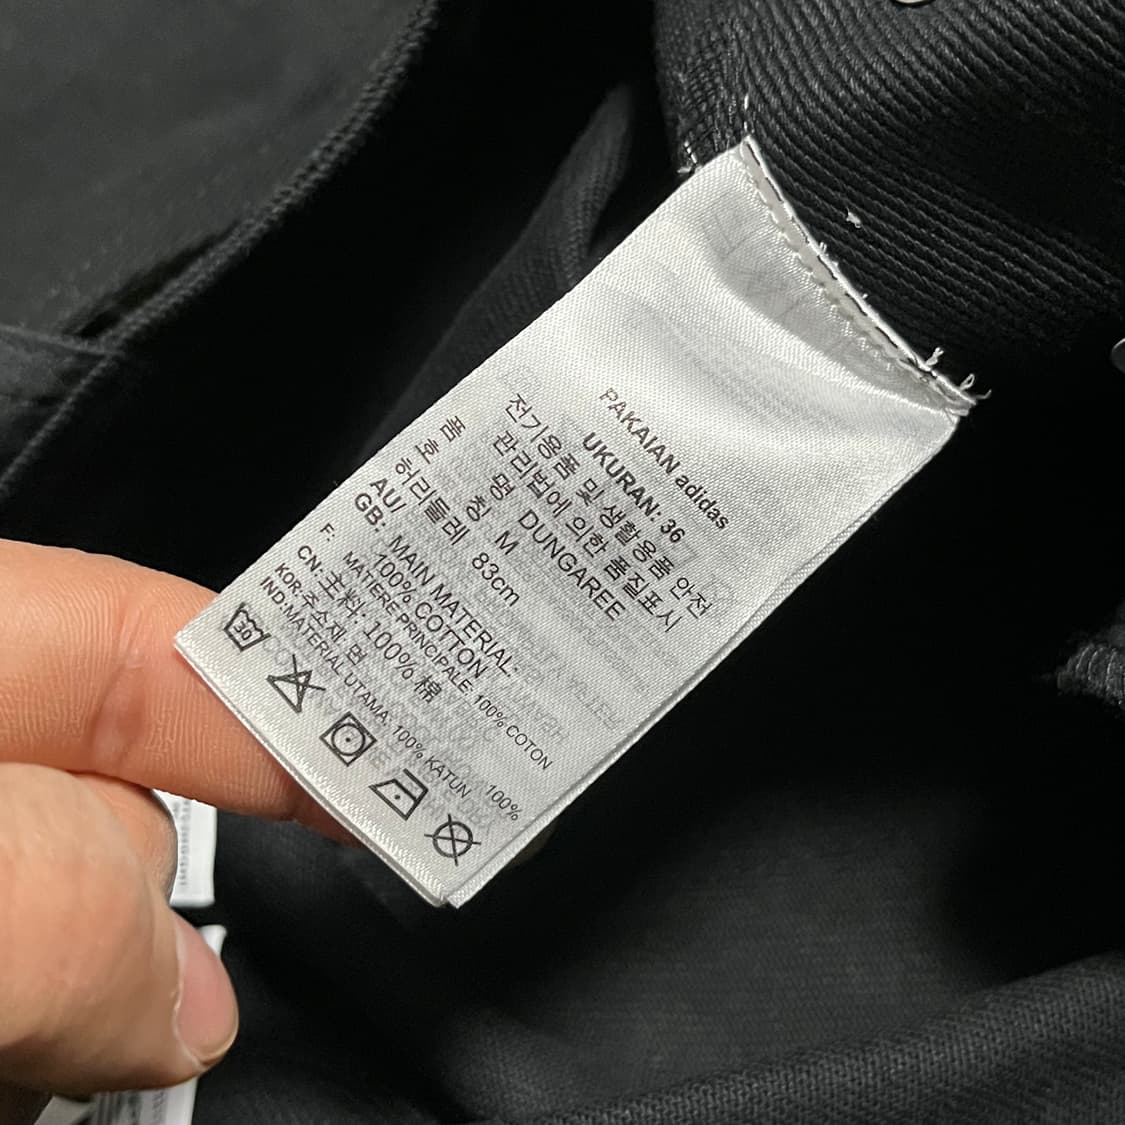 PAKAIAN adidas
UKURAN: 36
전기용품 및 생활용품 안전
관리법에 의한 품질표시
품 명 DUNGAREE
호 칭 M
허리둘레 83cm
AU/
GB: MAIN MATERIAL-
100% COTTON
F: MATIERE PRINCIPALE: 100% COTON
CN: 主料: 100% 棉
KOR:주소재 면 100%
IND:MATERIAL UTAMA: 100% KATUN
30